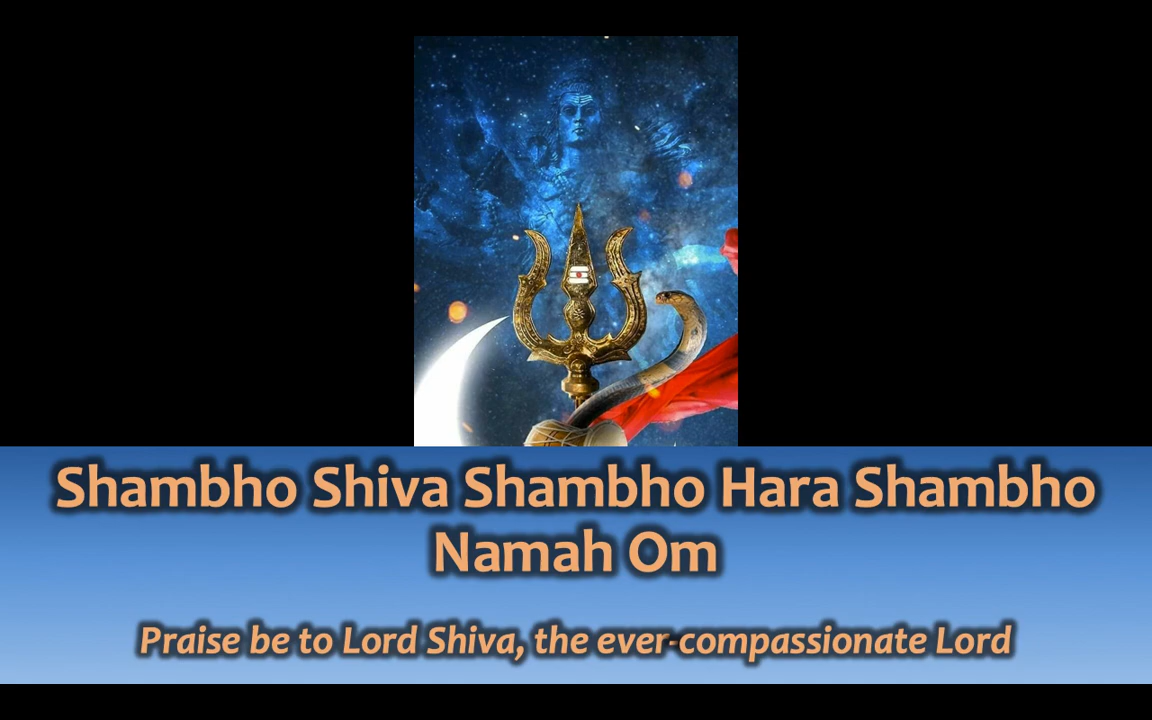 Shambho Shiva Shambho Hara Shambho
Namah Om
Praise be to Lord Shiva, the ever-compassionate Lord